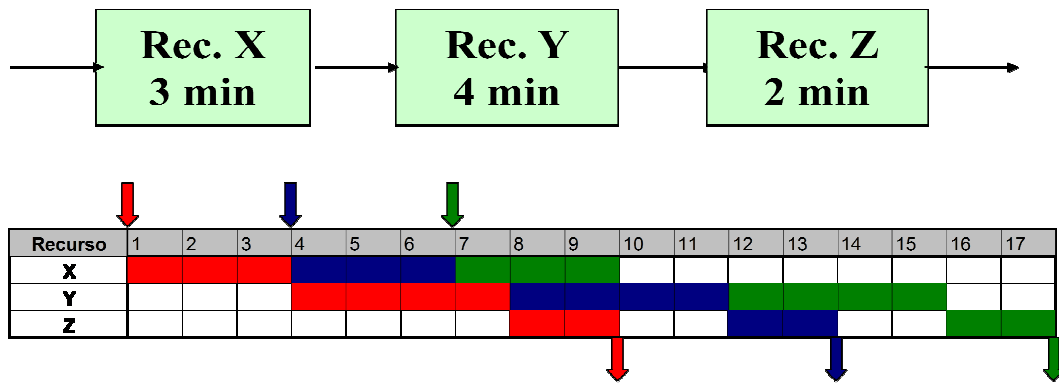 Rec. X
3 min
Rec. Y
4 min
Rec. Z
2 min
Recurso 1 2 3 4 5 6 7 8 9 10 11 12 13 14 15 16 17
X
Y
Z